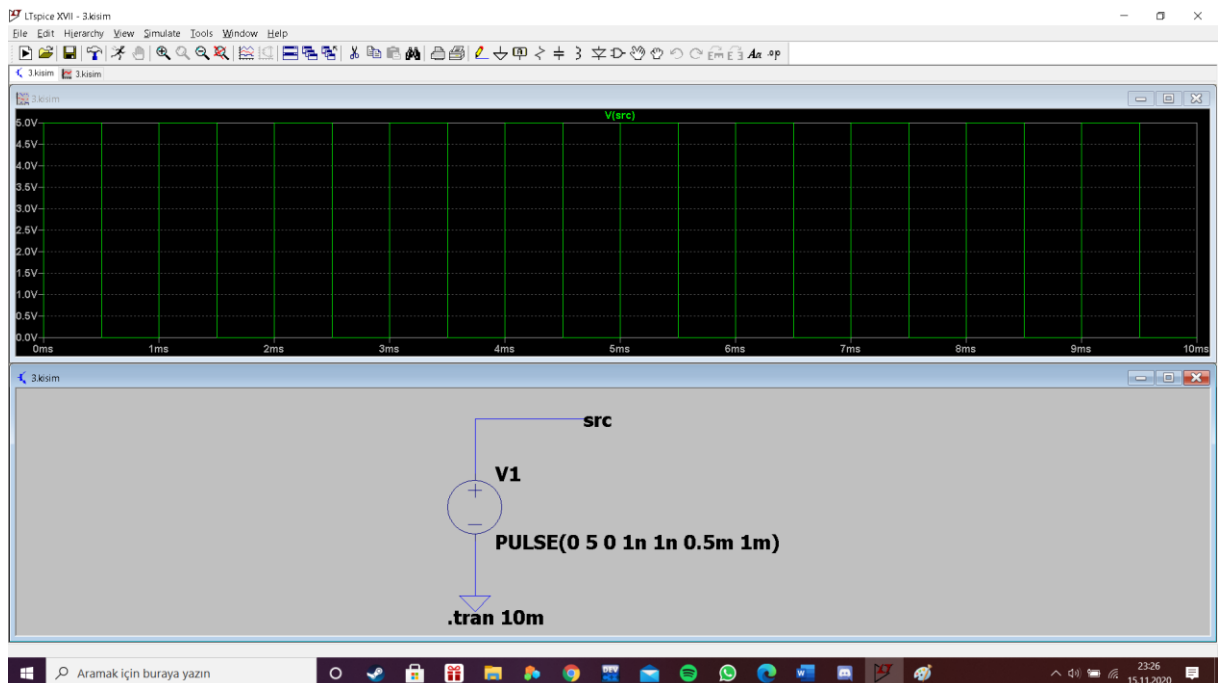 LTspice XVII - 3.kisim
File Edit Hierarchy View Simulate Tools Window Help
3.kisim 3.kisim
3.kisim
V(src)
5.0V
4.5V
4.0V
3.5V
3.0V
2.5V
2.0V
1.5V
1.0V
0.5V
0.0V
0ms 1ms 2ms 3ms 4ms 5ms 6ms 7ms 8ms 9ms 10ms
3.kisim
src
V1
PULSE(0 5 0 1n 1n 0.5m 1m)
.tran 10m
Aramak için buraya yazın
23:26
15.11.2020